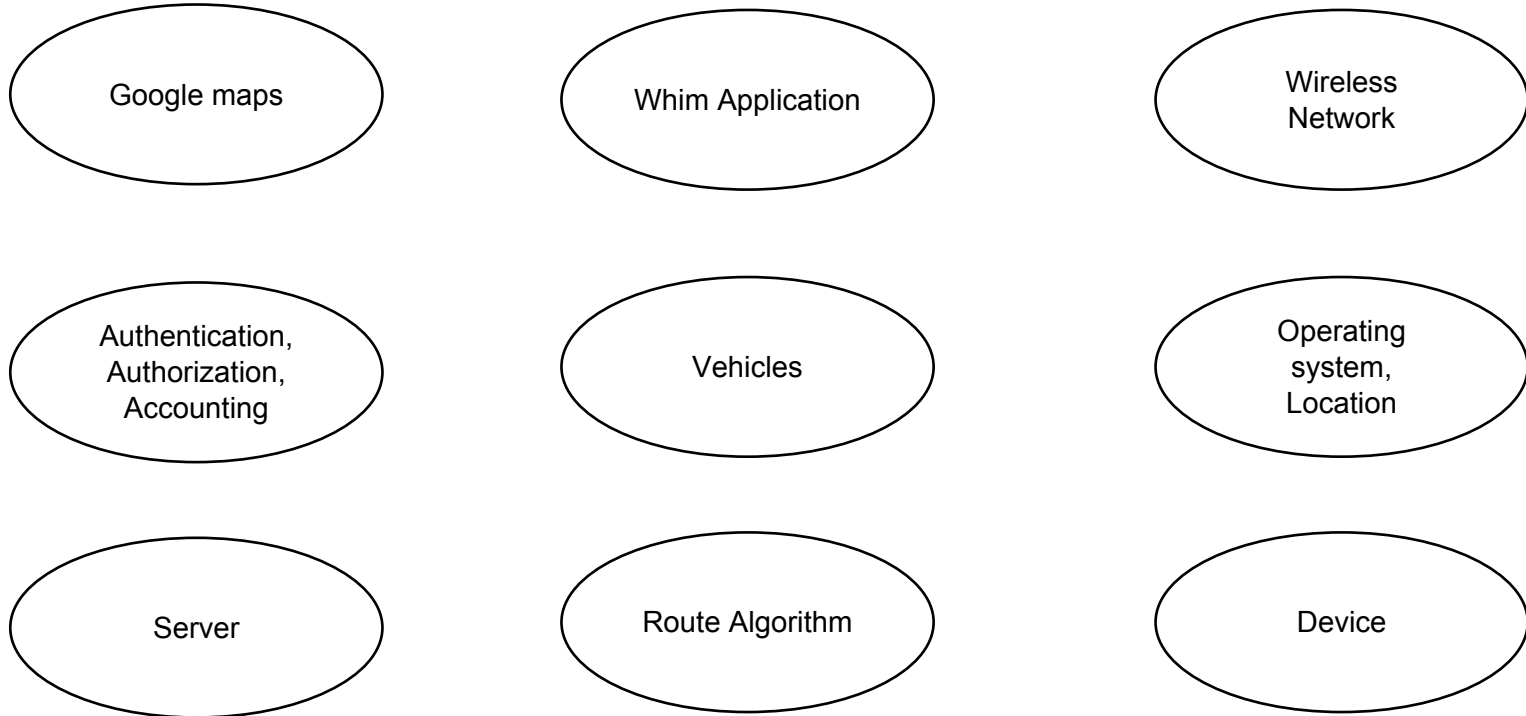 Google maps
Whim Application
Wireless
Network
Authentication,
Authorization,
Accounting
Vehicles
Operating
system,
Location
Server
Route Algorithm
Device